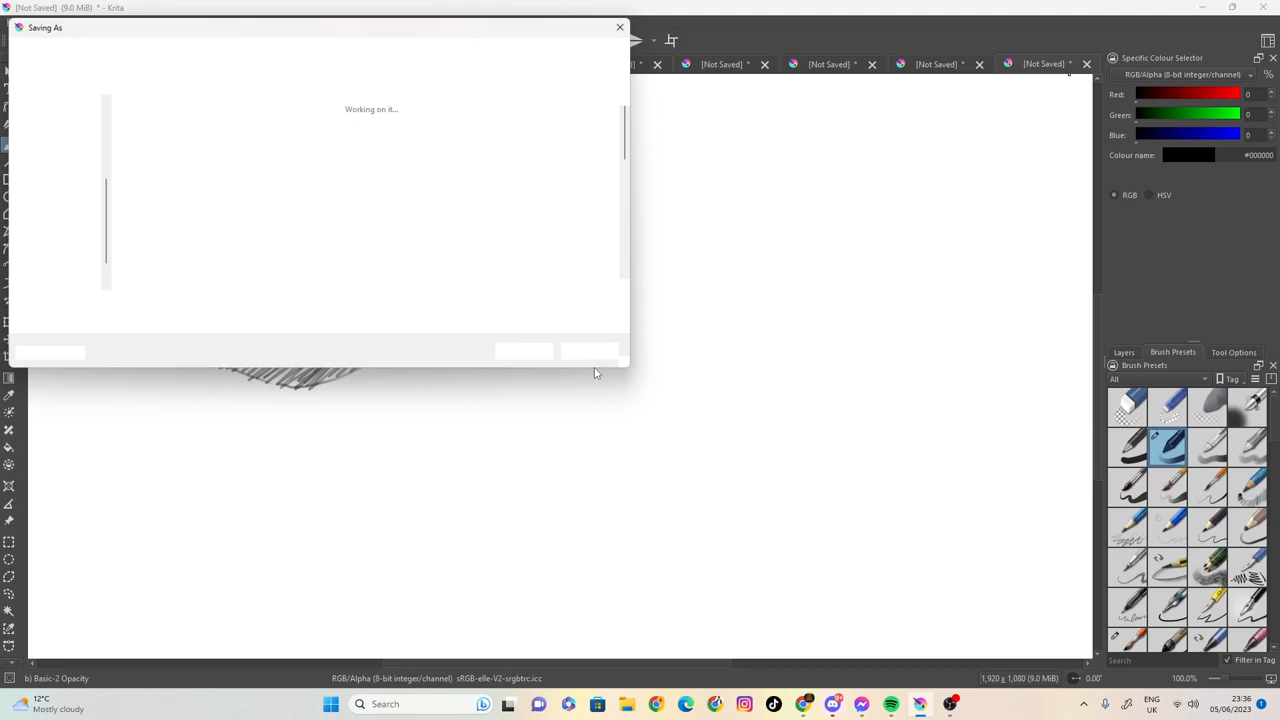 [Not Saved] (9.0 MiB) * - Krita
Saving As
Working on it...
[Not Saved] *
[Not Saved] *
[Not Saved] *
[Not Saved] *
Specific Colour Selector
RGB/Alpha (8-bit integer/channel)
%
Red: 0
Green: 0
Blue: 0
Colour name: #000000
RGB HSV
Layers Brush Presets Tool Options
Brush Presets
All Tag
Search Filter in Tag
b) Basic-2 Opacity
RGB/Alpha (8-bit integer/channel) sRGB-elle-V2-srgbtrc.icc
1,920 x 1,080 (9.0 MiB)
0.00°
100.0%
12°C
Mostly cloudy
Search
ENG
UK
23:36
05/06/2023